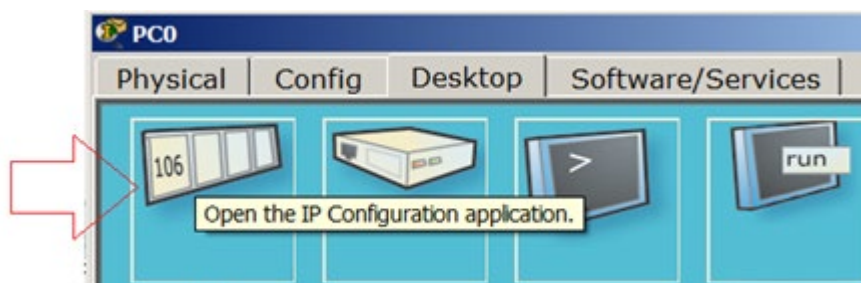 PC0
Physical Config Desktop Software/Services
106 > run
Open the IP Configuration application.